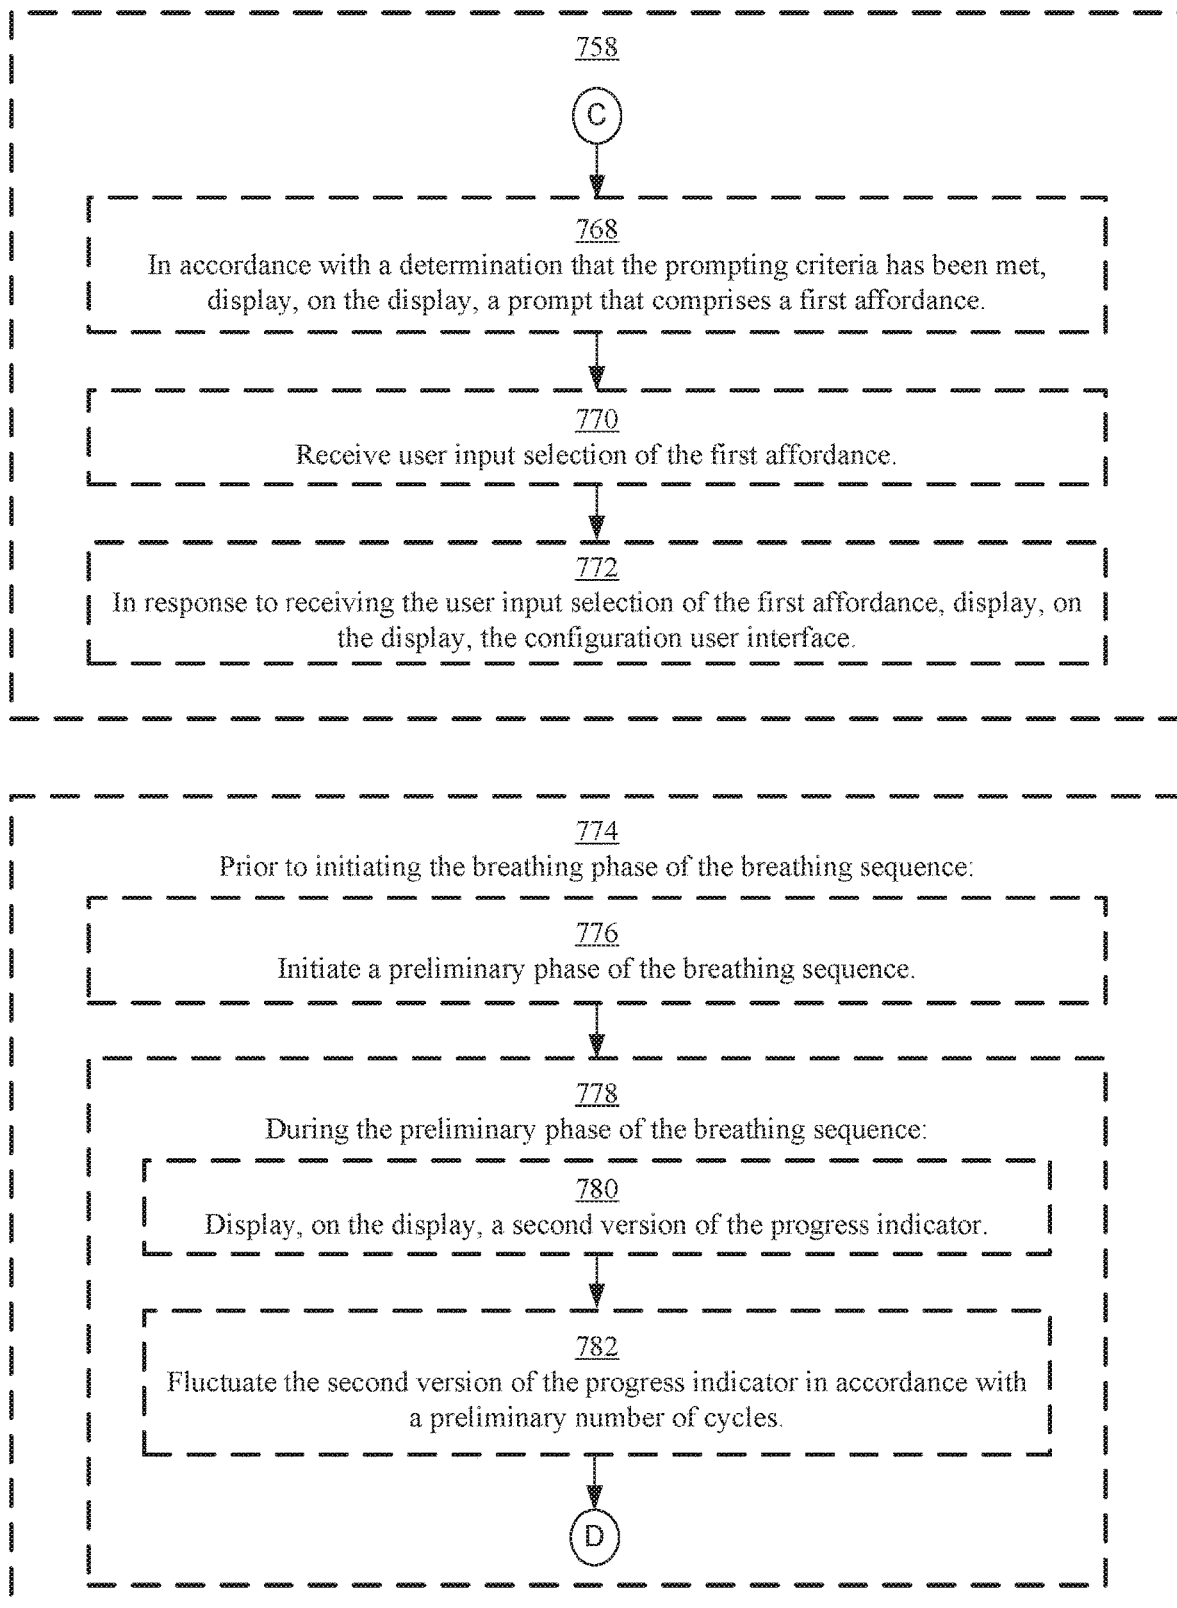 758
C
768
In accordance with a determination that the prompting criteria has been met,
display, on the display, a prompt that comprises a first affordance.
770
Receive user input selection of the first affordance.
772
In response to receiving the user input selection of the first affordance, display, on
the display, the configuration user interface.
774
Prior to initiating the breathing phase of the breathing sequence:
776
Initiate a preliminary phase of the breathing sequence.
778
During the preliminary phase of the breathing sequence:
780
Display, on the display, a second version of the progress indicator.
782
Fluctuate the second version of the progress indicator in accordance with
a preliminary number of cycles.
D